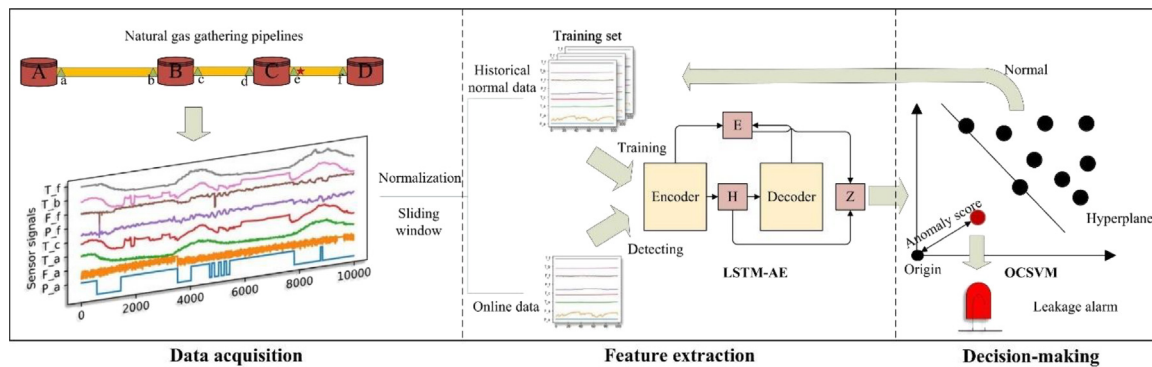 Natural gas gathering pipelines
A
B
C
D
a
b
c
d
e
f
Sensor signals
T_f
T_b
F_f
P_f
T_c
T_a
F_a
P_a
0
2000
4000
6000
8000
10000
Data acquisition
Normalization
Sliding
window
Training set
Historical
normal data
Training
Detecting
Online data
E
Encoder
H
Decoder
Z
LSTM-AE
Feature extraction
Normal
Hyperplane
Anomaly score
Origin
OCSVM
Leakage alarm
Decision-making